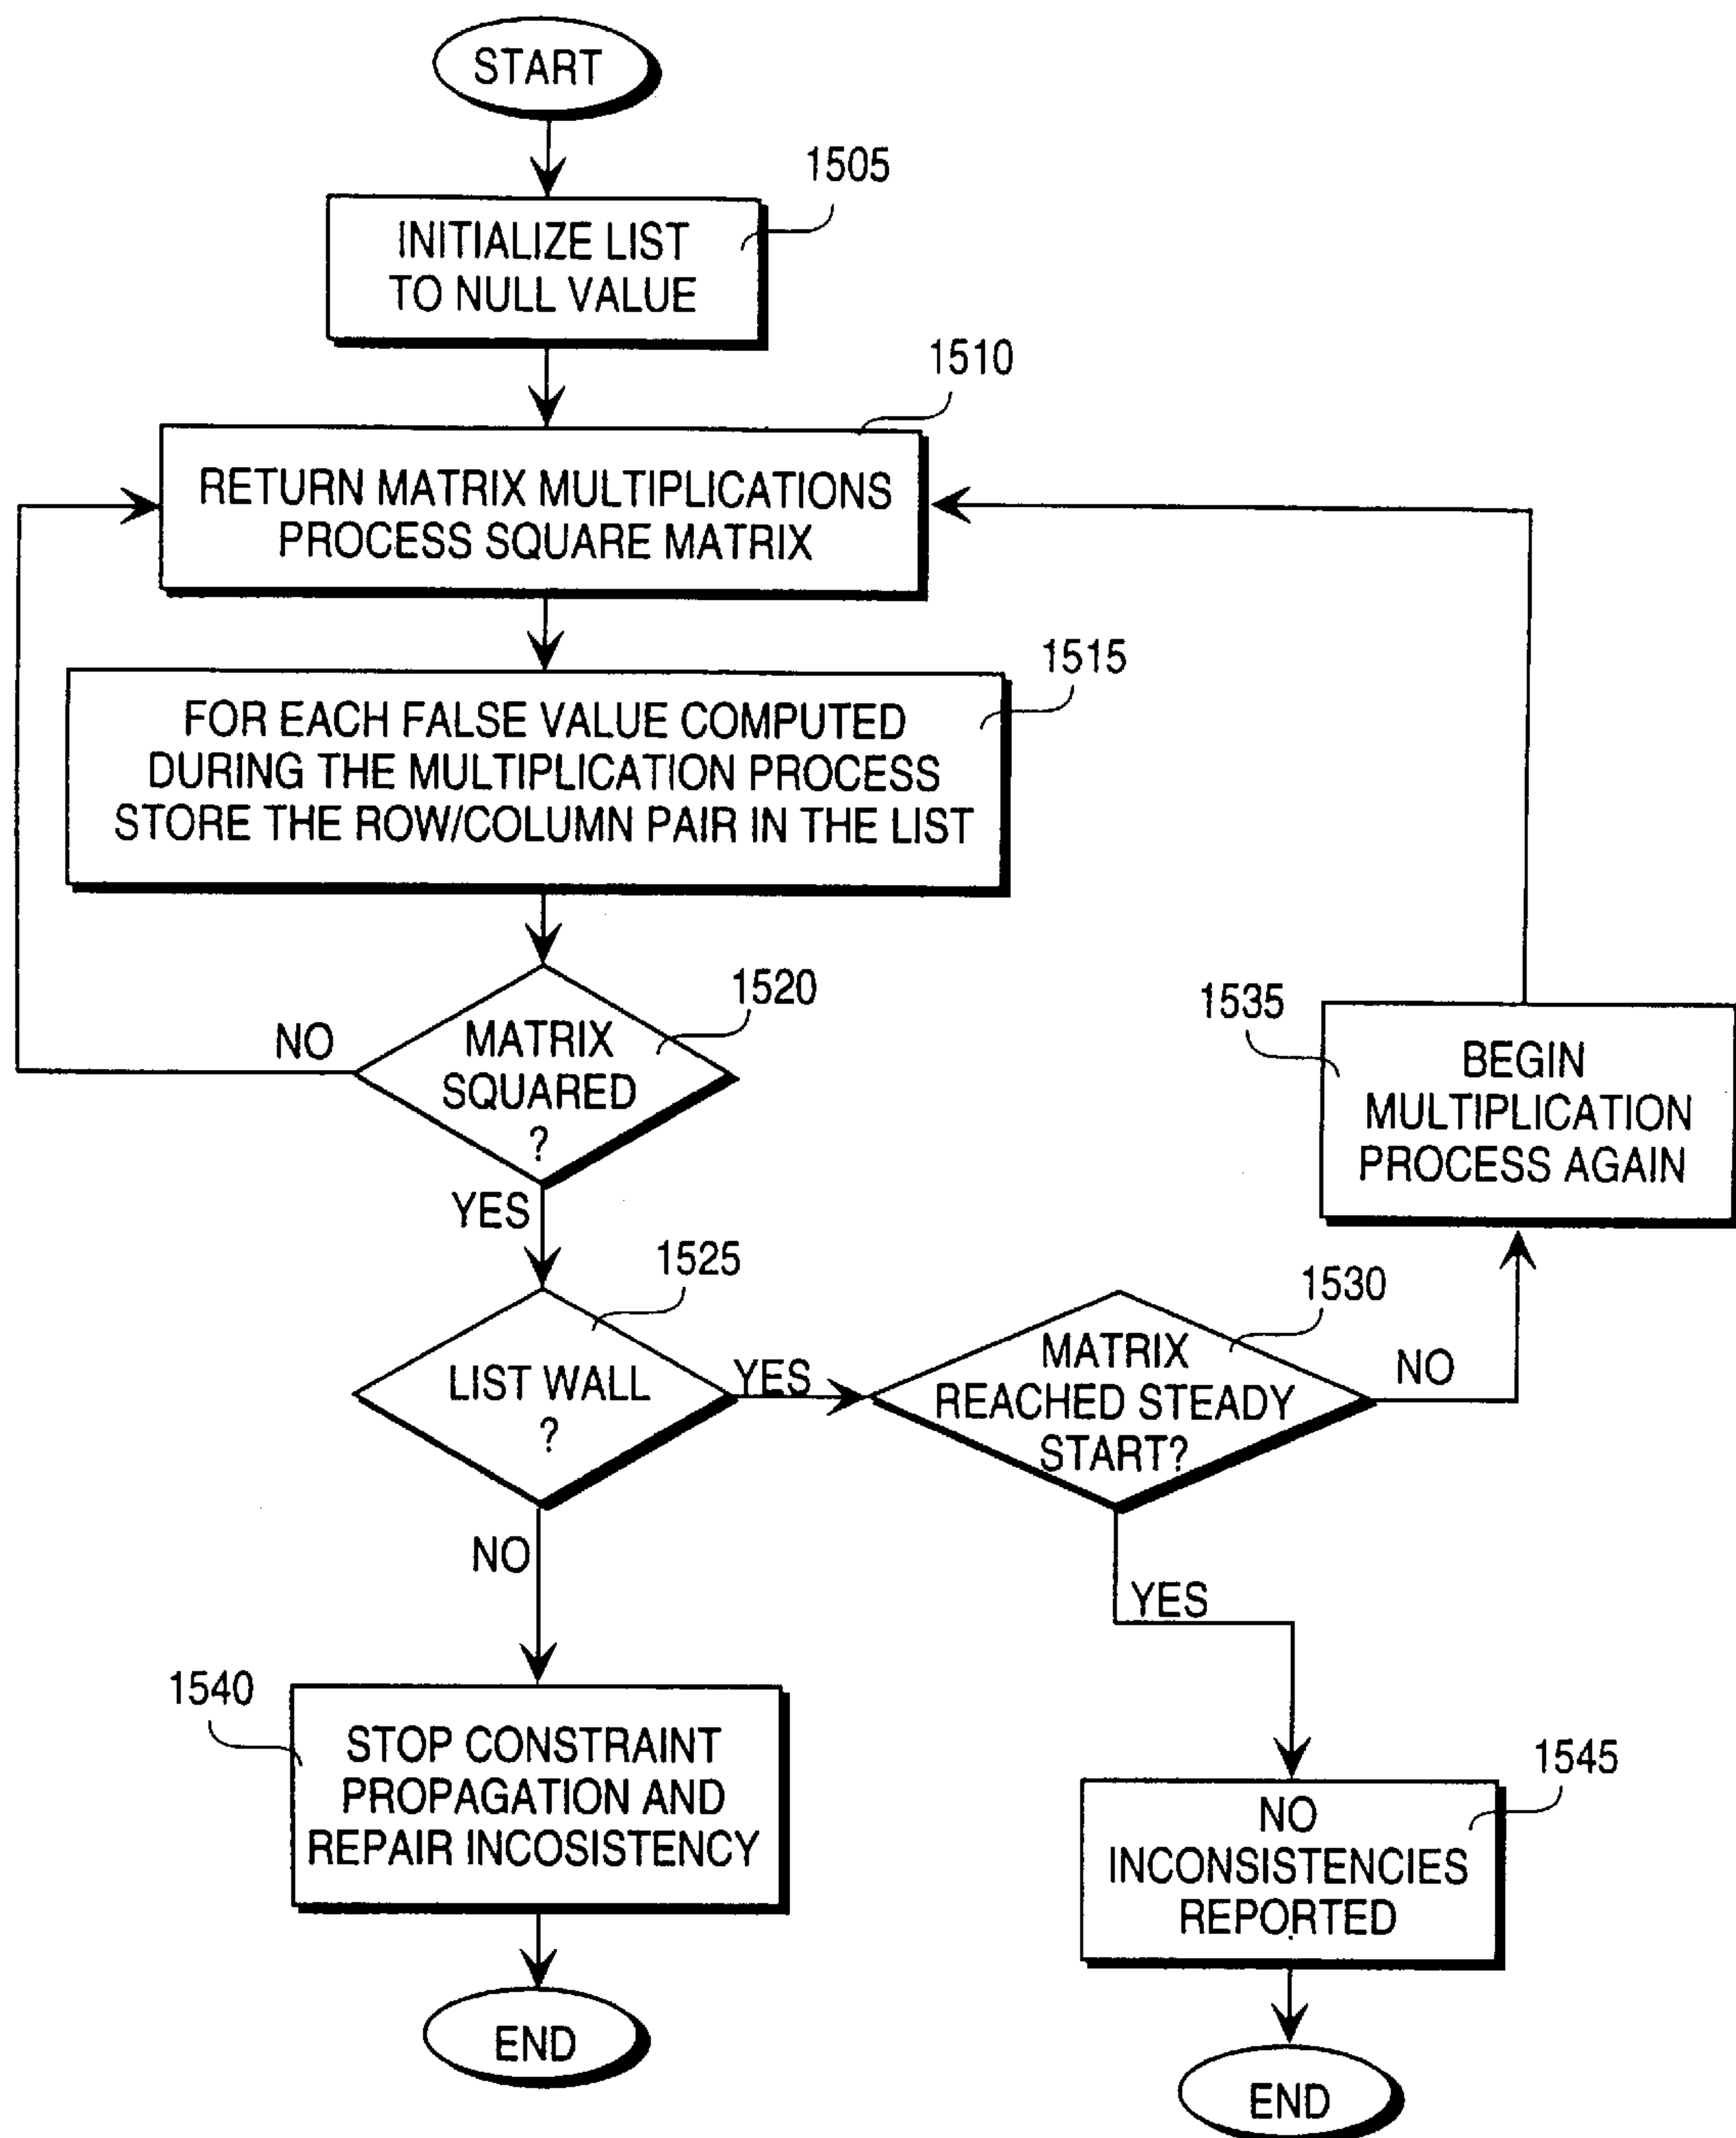 START
1505
INITIALIZE LIST
TO NULL VALUE
1510
RETURN MATRIX MULTIPLICATIONS
PROCESS SQUARE MATRIX
1515
FOR EACH FALSE VALUE COMPUTED
DURING THE MULTIPLICATION PROCESS
STORE THE ROW/COLUMN PAIR IN THE LIST
1520
NO
MATRIX
SQUARED
?
YES
1535
BEGIN
MULTIPLICATION
PROCESS AGAIN
1525
LIST WALL
?
YES
1530
MATRIX
REACHED STEADY
START?
NO
NO
YES
1540
STOP CONSTRAINT
PROPAGATION AND
REPAIR INCOSISTENCY
1545
NO
INCONSISTENCIES
REPORTED
END
END